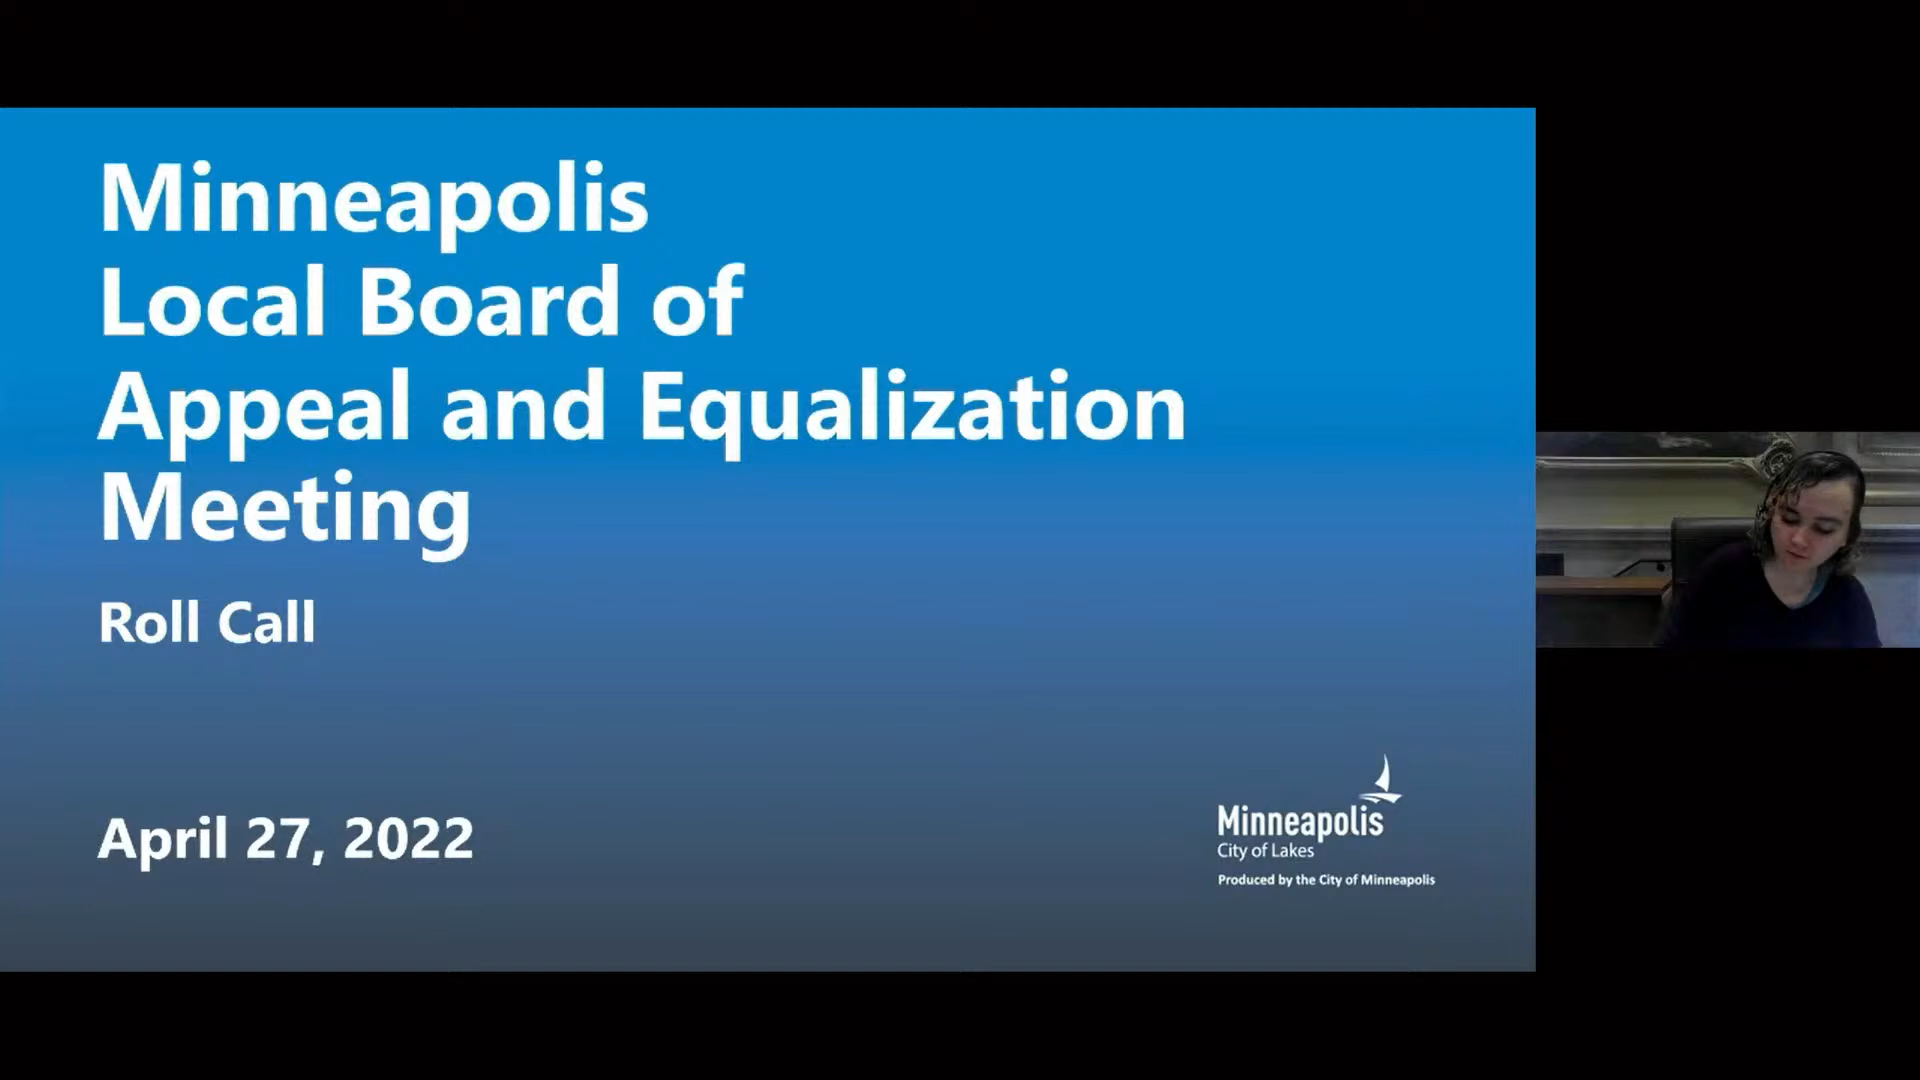 Minneapolis
Local Board of
Appeal and Equalization
Meeting
Roll Call
April 27, 2022
Minneapolis
City of Lakes
Produced by the City of Minneapolis